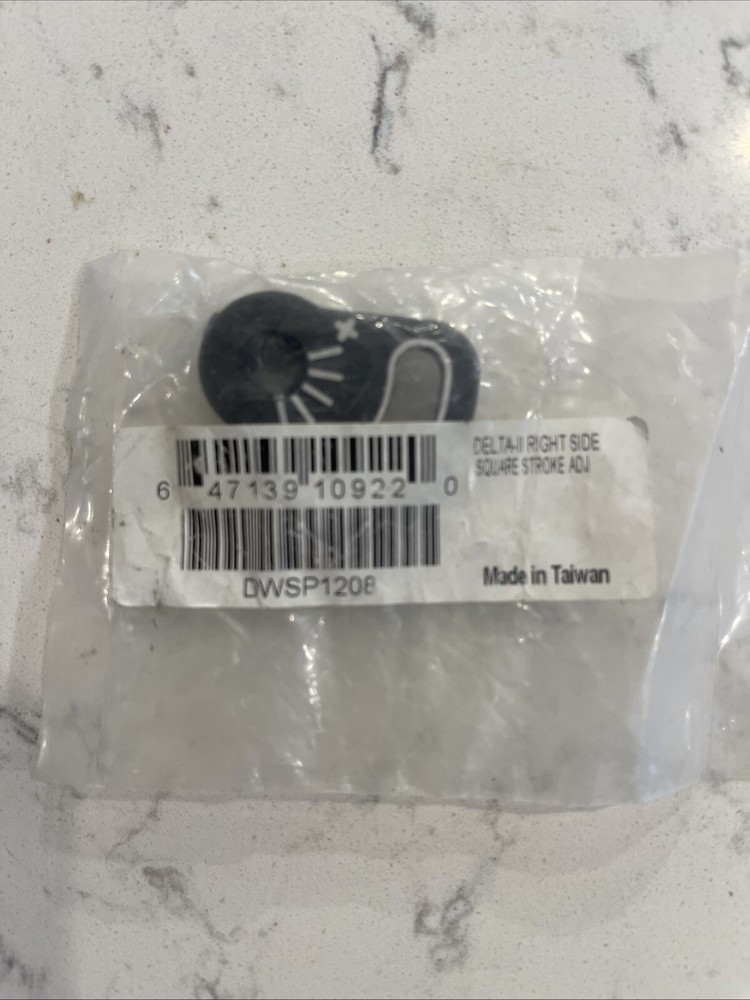 +
6 47139 10922 0
DELTA-II RIGHT SIDE
SQUARE STROKE ADJ
DWSP1208
Made in Taiwan